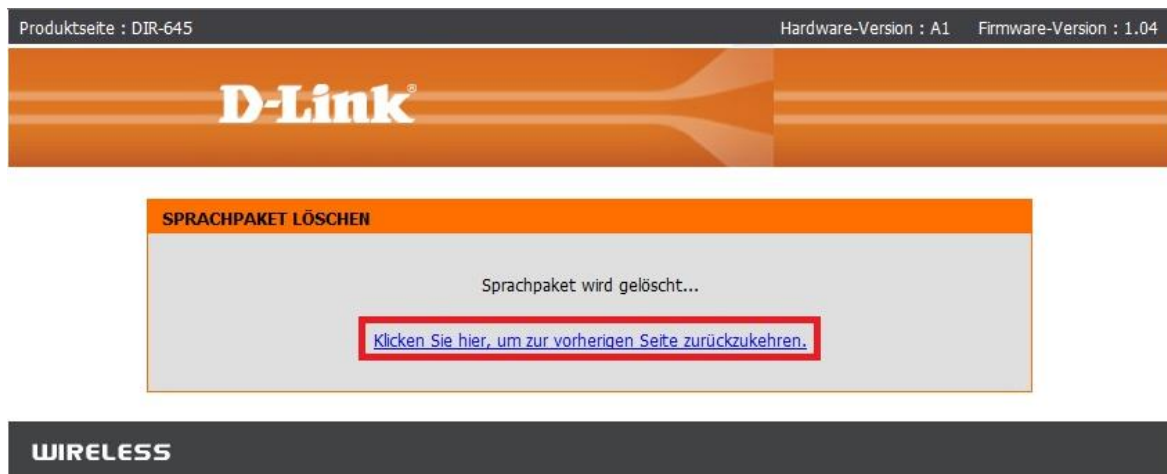 Produktseite : DIR-645 Hardware-Version : A1 Firmware-Version : 1.04
D-Link®
SPRACHPAKET LÖSCHEN
Sprachpaket wird gelöscht...
Klicken Sie hier, um zur vorherigen Seite zurückzukehren.
WIRELESS